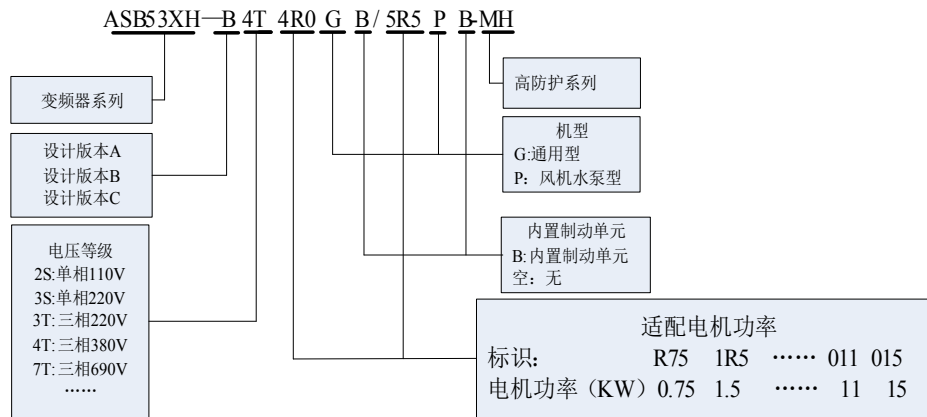 ASB53XH—B 4T 4R0 G B/ 5R5 P B-MH
变频器系列
设计版本A
设计版本B
设计版本C
电压等级
2S:单相110V
3S:单相220V
3T:三相220V
4T:三相380V
7T:三相690V
……
高防护系列
机型
G:通用型
P：风机水泵型
内置制动单元
B:内置制动单元
空：无
适配电机功率
标识: R75 1R5 …… 011 015
电机功率（KW）0.75 1.5 …… 11 15